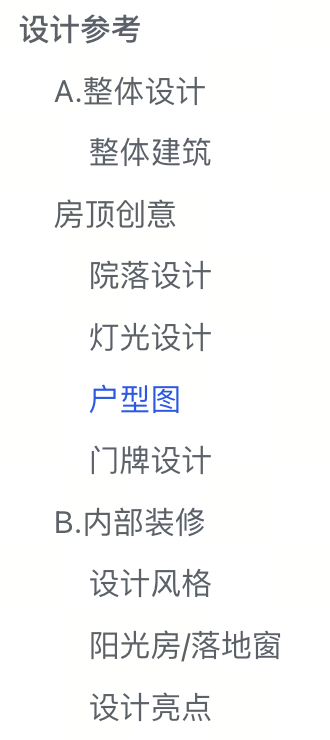 设计参考
A.整体设计
整体建筑
房顶创意
院落设计
灯光设计
户型图
门牌设计
B.内部装修
设计风格
阳光房/落地窗
设计亮点